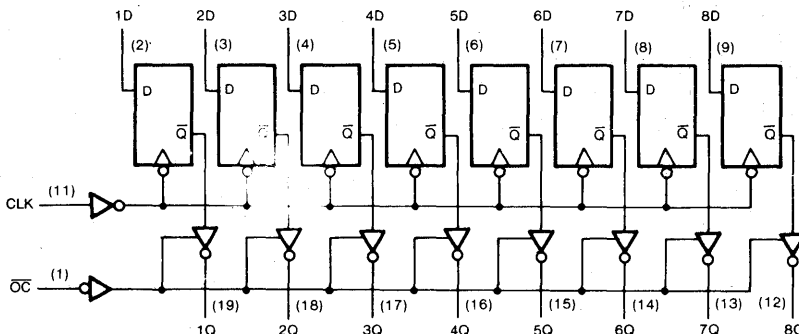 1D 2D 3D 4D 5D 6D 7D 8D
(2) (3) (4) (5) (6) (7) (8) (9)
D D D D D D D D
Q̅ Q̅ Q̅ Q̅ Q̅ Q̅ Q̅ Q̅
CLK (11)
O̅C̅ (1)
(19) (18) (17) (16) (15) (14) (13) (12)
1Q 2Q 3Q 4Q 5Q 6Q 7Q 8Q